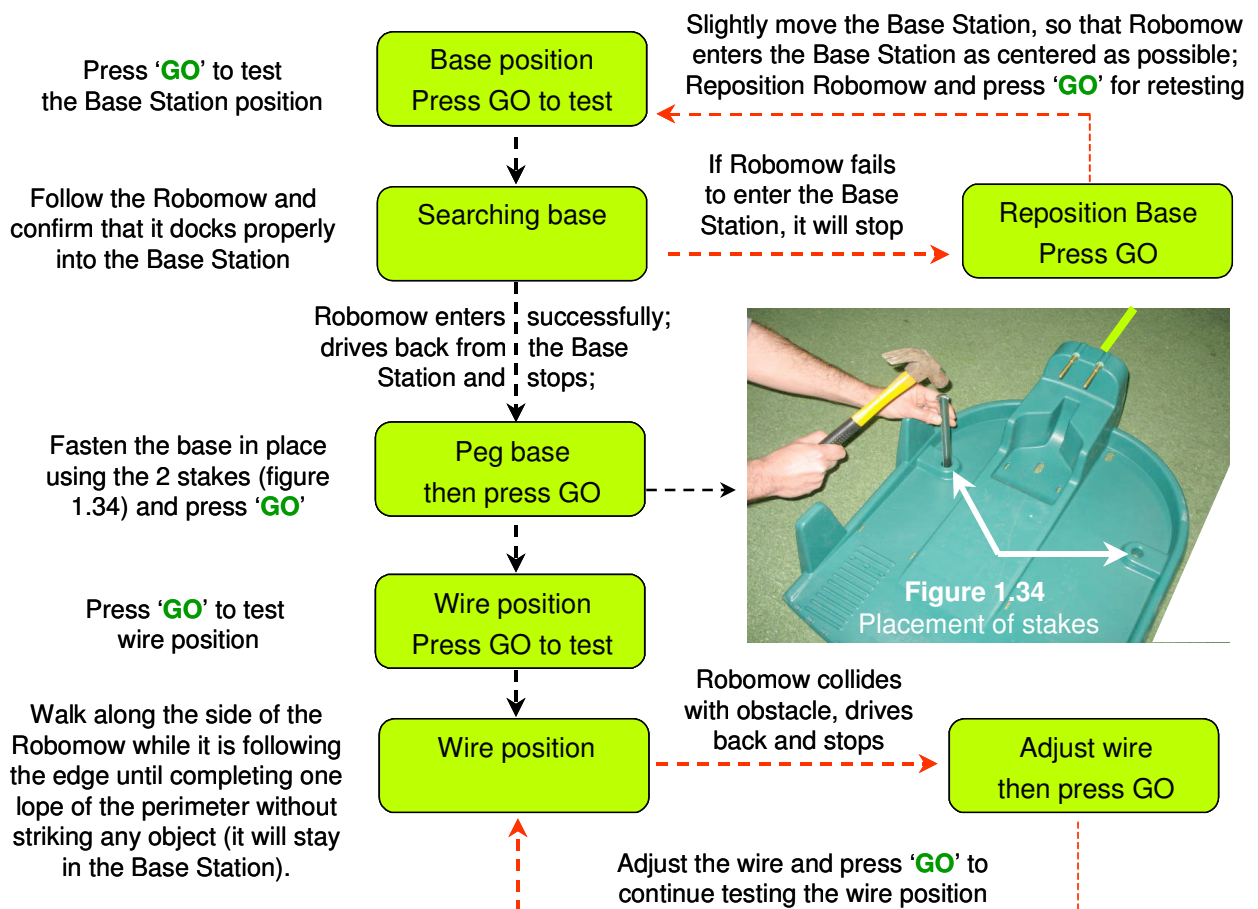 Press ‘GO’ to test
the Base Station position
Base position
Press GO to test
Slightly move the Base Station, so that Robomow
enters the Base Station as centered as possible;
Reposition Robomow and press ‘GO’ for retesting
Follow the Robomow and
confirm that it docks properly
into the Base Station
Searching base
If Robomow fails
to enter the Base
Station, it will stop
Reposition Base
Press GO
Robomow enters successfully;
drives back from the Base
Station and stops;
Fasten the base in place
using the 2 stakes (figure
1.34) and press ‘GO’
Peg base
then press GO
Figure 1.34
Placement of stakes
Press ‘GO’ to test
wire position
Wire position
Press GO to test
Walk along the side of the
Robomow while it is following
the edge until completing one
lope of the perimeter without
striking any object (it will stay
in the Base Station).
Wire position
Robomow collides
with obstacle, drives
back and stops
Adjust wire
then press GO
Adjust the wire and press ‘GO’ to
continue testing the wire position